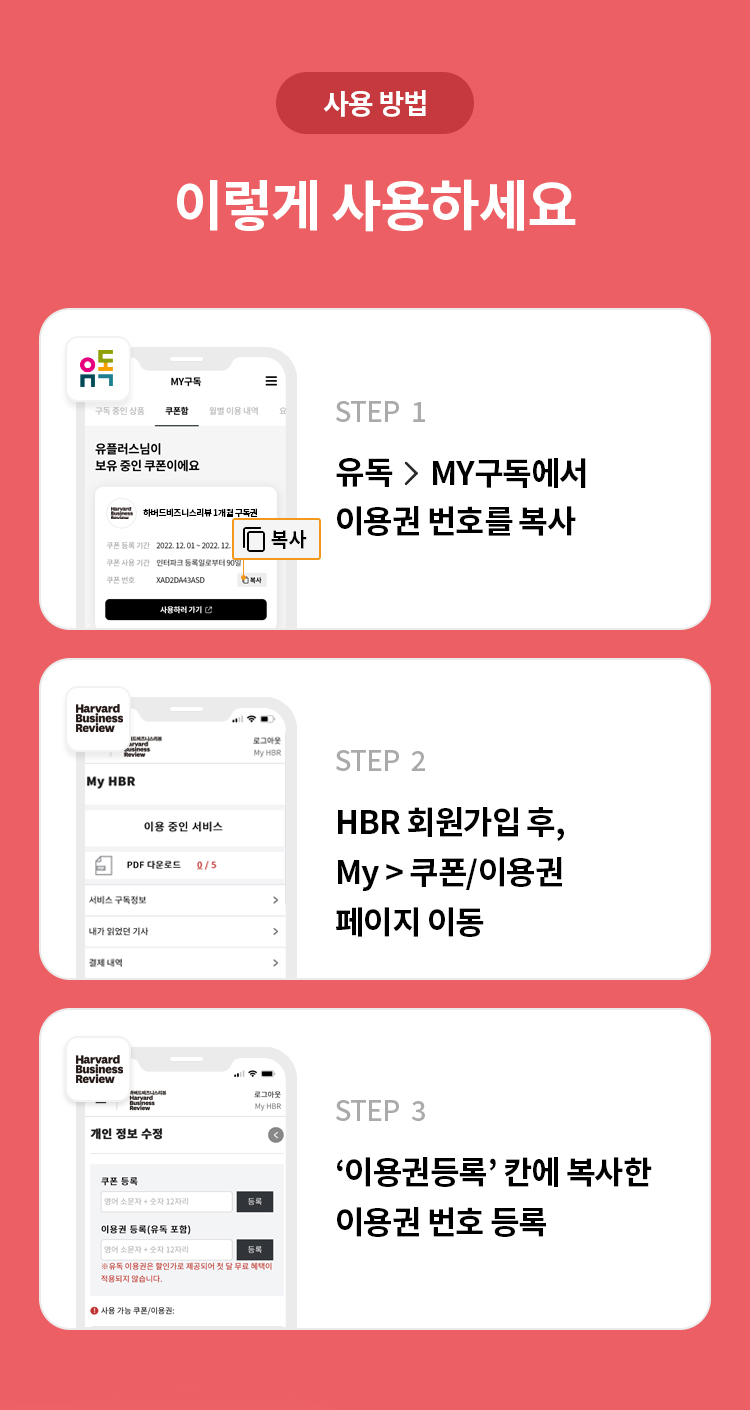 사용 방법
이렇게 사용하세요
유독
MY구독
구독 중인 상품 쿠폰함 월별 이용 내역 요
유플러스님이
보유 중인 쿠폰이에요
Harvard
Business
Review
하버드비즈니스리뷰 1개월 구독권
쿠폰 등록 기간 2022. 12. 01 ~ 2022. 12.
쿠폰 사용 기간 인터파크 등록일로부터 90일
쿠폰 번호 XAD2DA43ASD 복사
복사
사용하러 가기
STEP 1
유독 > MY구독에서
이용권 번호를 복사
Harvard
Business
Review
로그아웃
My HBR
My HBR
이용 중인 서비스
PDF 다운로드 0 / 5
서비스 구독정보 >
내가 읽었던 기사 >
결제 내역 >
STEP 2
HBR 회원가입 후,
My > 쿠폰/이용권
페이지 이동
Harvard
Business
Review
하버드비즈니스리뷰
Harvard
Business
Review
로그아웃
My HBR
개인 정보 수정
쿠폰 등록
영어 소문자 + 숫자 12자리 등록
이용권 등록(유독 포함)
영어 소문자 + 숫자 12자리 등록
※유독 이용권은 할인가로 제공되어 첫 달 무료 혜택이
적용되지 않습니다.
사용 가능 쿠폰/이용권:
STEP 3
‘이용권등록’ 칸에 복사한
이용권 번호 등록